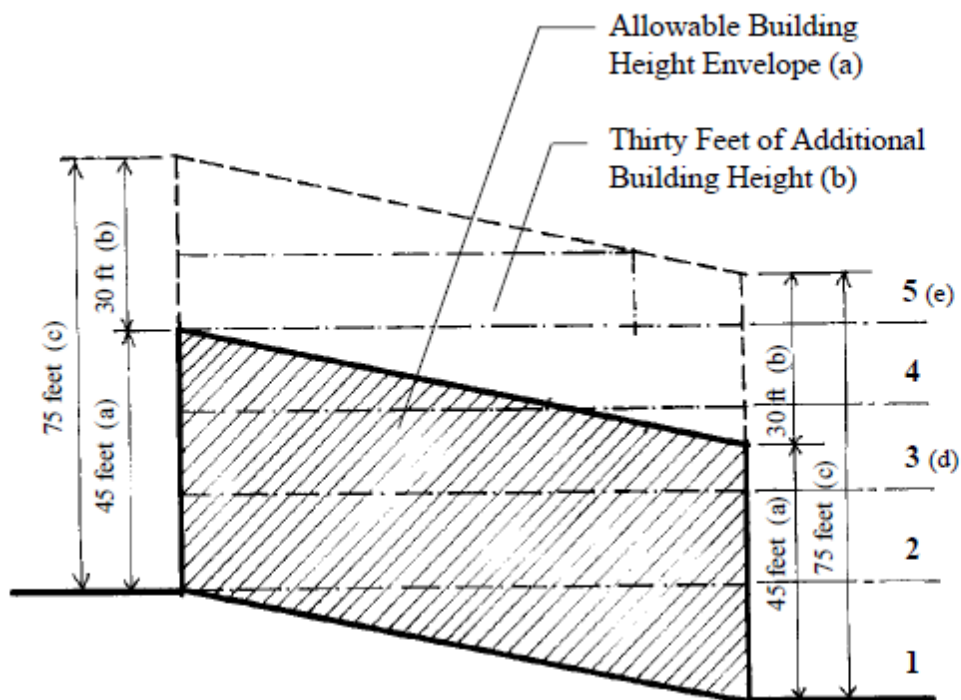 Allowable Building
Height Envelope (a)
Thirty Feet of Additional
Building Height (b)
75 feet (c)
30 ft (b)
45 feet (a)
30 ft (b)
45 feet (a)
75 feet (c)
5 (e)
4
3 (d)
2
1